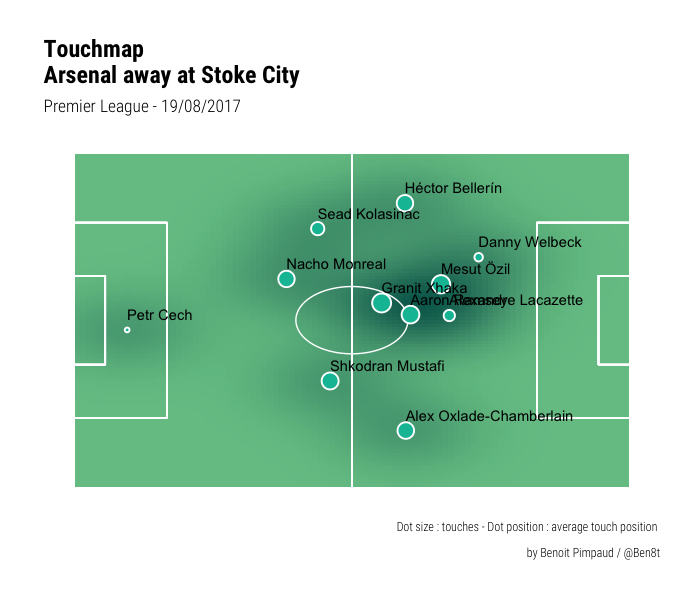 Touchmap
Arsenal away at Stoke City
Premier League - 19/08/2017
Héctor Bellerín
Sead Kolasinac
Danny Welbeck
Nacho Monreal
Mesut Özil
Granit Xhaka
Aaron Ramsey
Alexandre Lacazette
Petr Cech
Shkodran Mustafi
Alex Oxlade-Chamberlain
Dot size : touches - Dot position : average touch position
by Benoit Pimpaud / @Ben8t